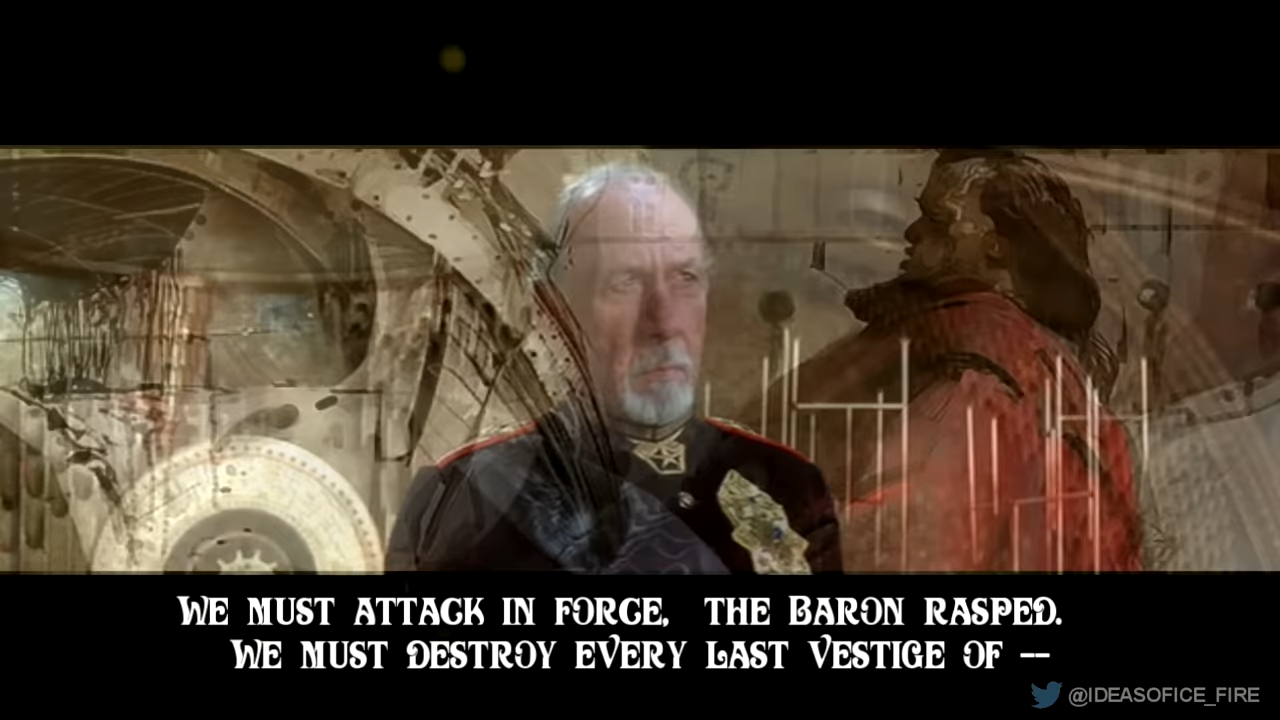 WE MUST ATTACK IN FORCE, THE BARON RASPED.
WE MUST DESTROY EVERY LAST VESTIGE OF --
@IDEASOFICE_FIRE